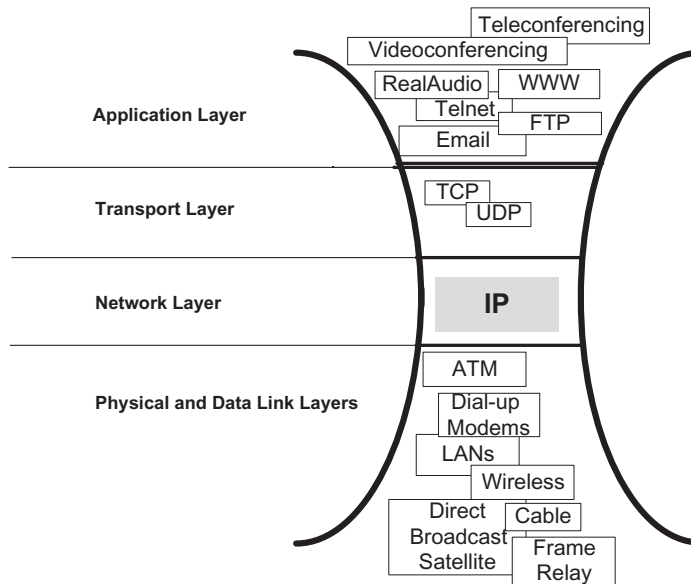 Teleconferencing
Videoconferencing
RealAudio
WWW
Telnet
FTP
Email
Application Layer
TCP
UDP
Transport Layer
IP
Network Layer
ATM
Physical and Data Link Layers
Dial-up
Modems
LANs
Wireless
Direct
Broadcast
Satellite
Cable
Frame
Relay